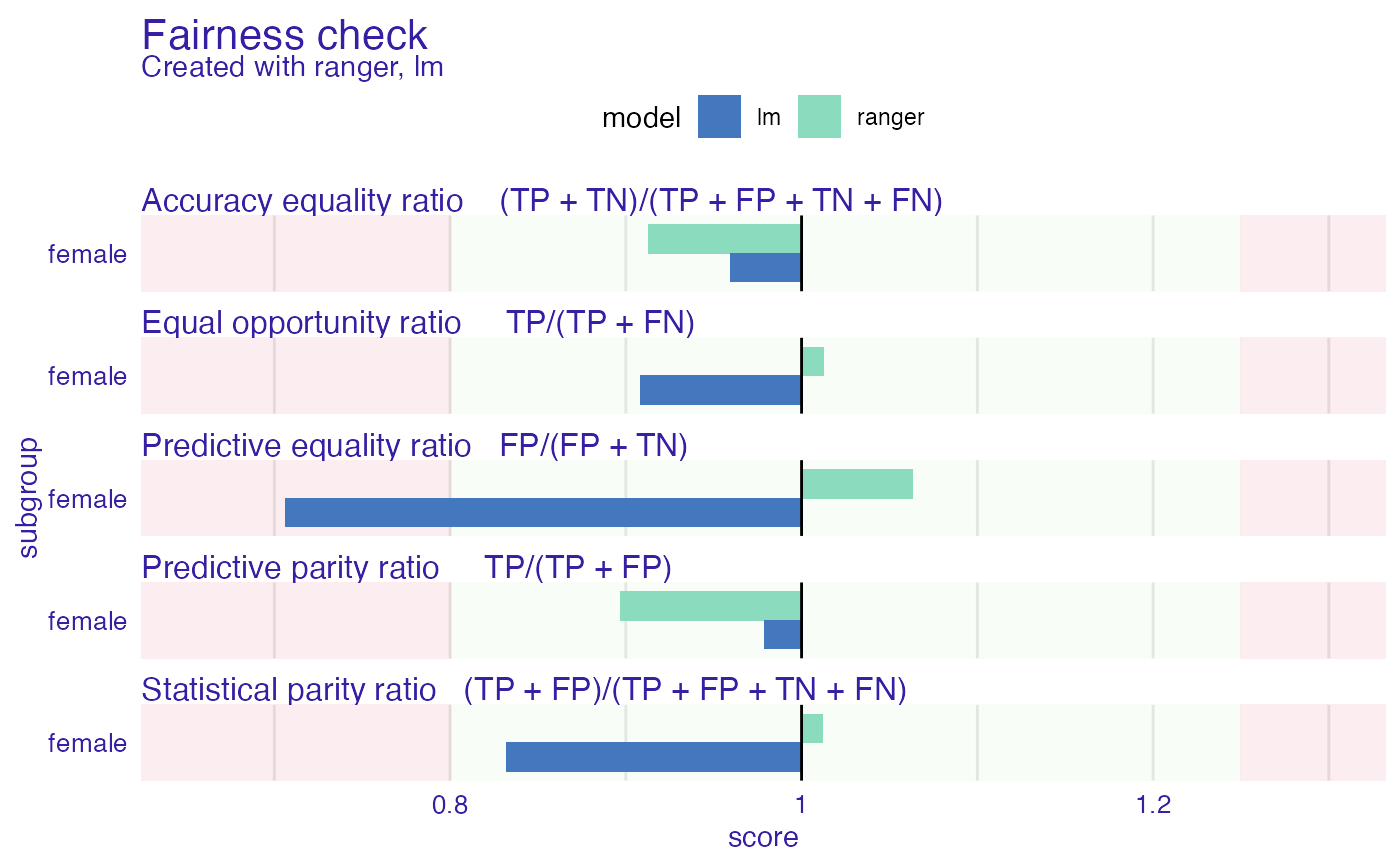 Fairness check
Created with ranger, lm
model lm ranger
Accuracy equality ratio (TP + TN)/(TP + FP + TN + FN)
female
Equal opportunity ratio TP/(TP + FN)
female
Predictive equality ratio FP/(FP + TN)
female
Predictive parity ratio TP/(TP + FP)
female
Statistical parity ratio (TP + FP)/(TP + FP + TN + FN)
female
subgroup
0.8 1 1.2
score